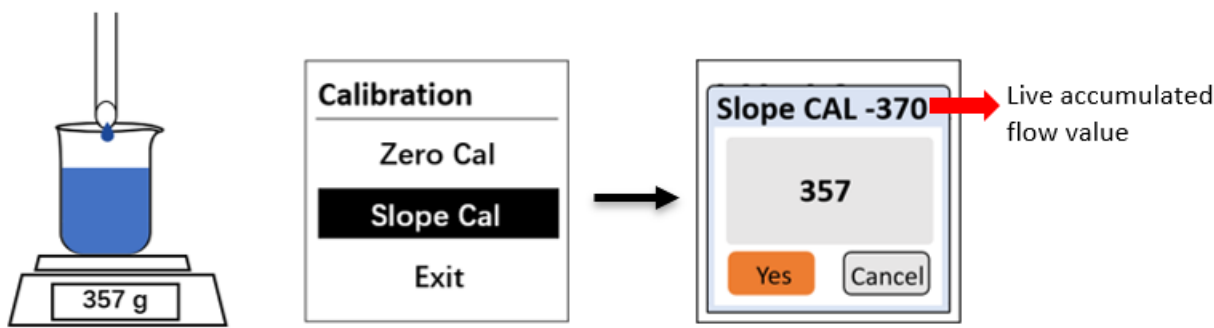 357 g
Calibration
Zero Cal
Slope Cal
Exit
Slope CAL -370
357
Yes
Cancel
Live accumulated
flow value